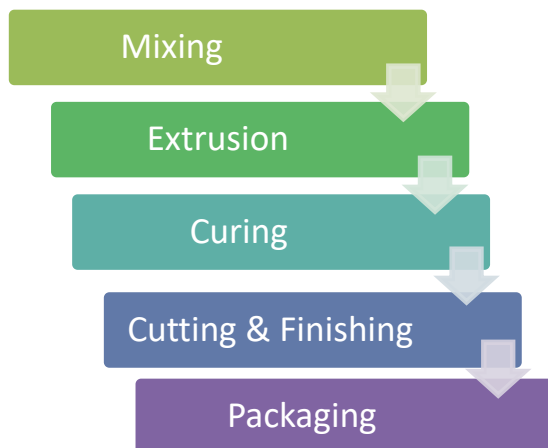 Mixing
Extrusion
Curing
Cutting & Finishing
Packaging